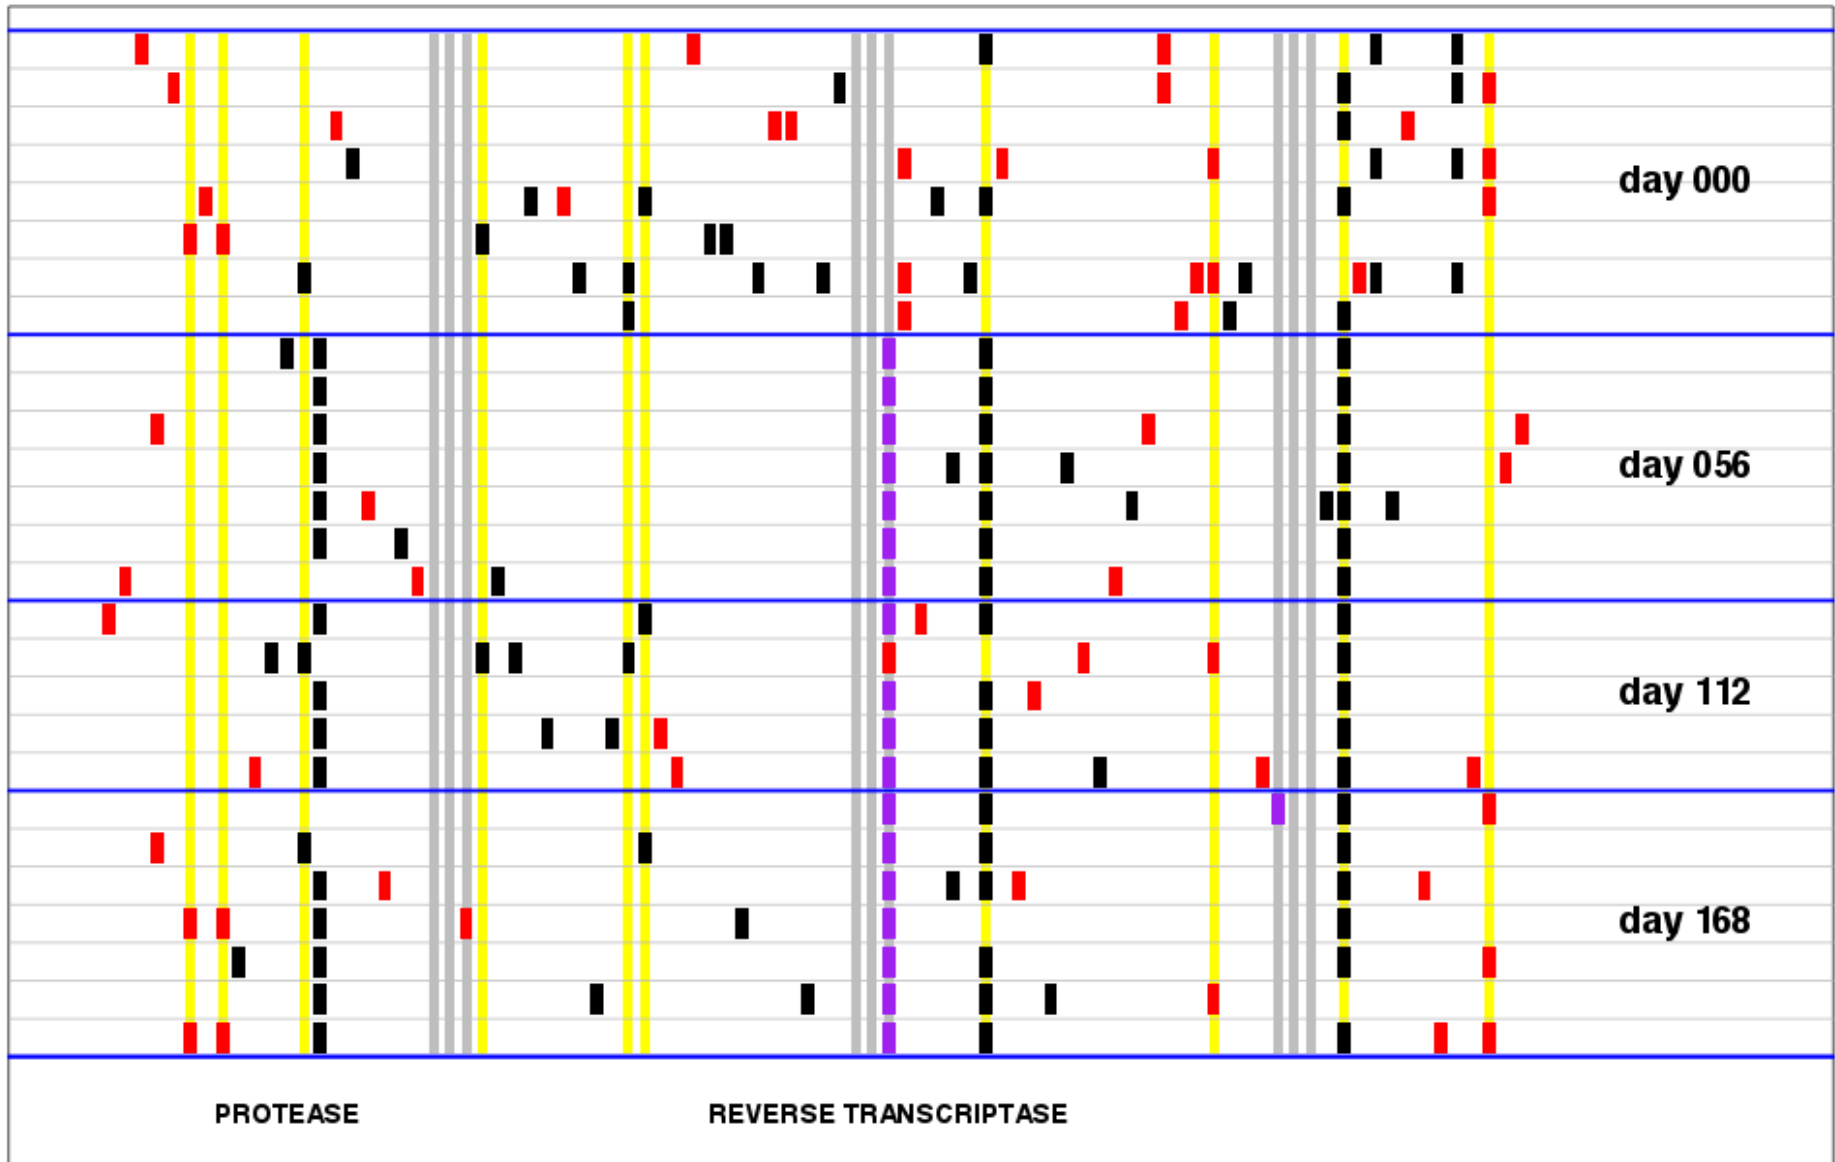 day 000
day 056
day 112
day 168
PROTEASE REVERSE TRANSCRIPTASE